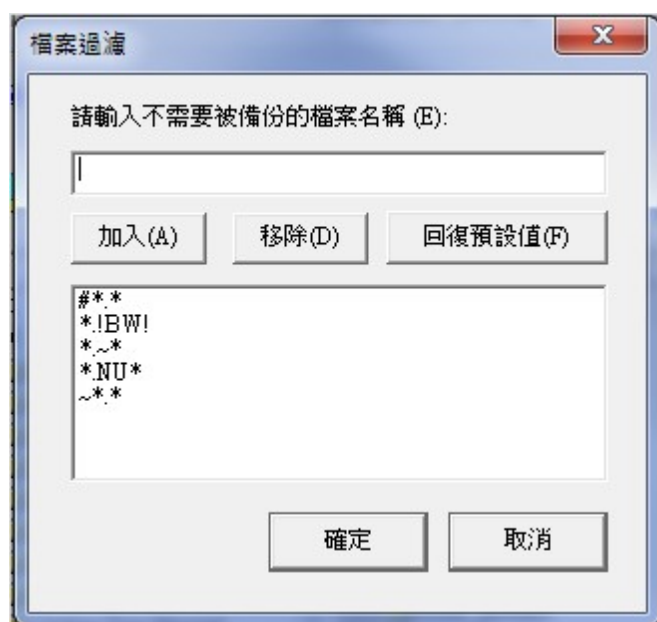 檔案過濾
請輸入不需要被備份的檔案名稱 (E):
加入(A) 移除(D) 回復預設值(F)
#*.*
*.!BW!
*.~*
*.NU*
~*.*
確定 取消